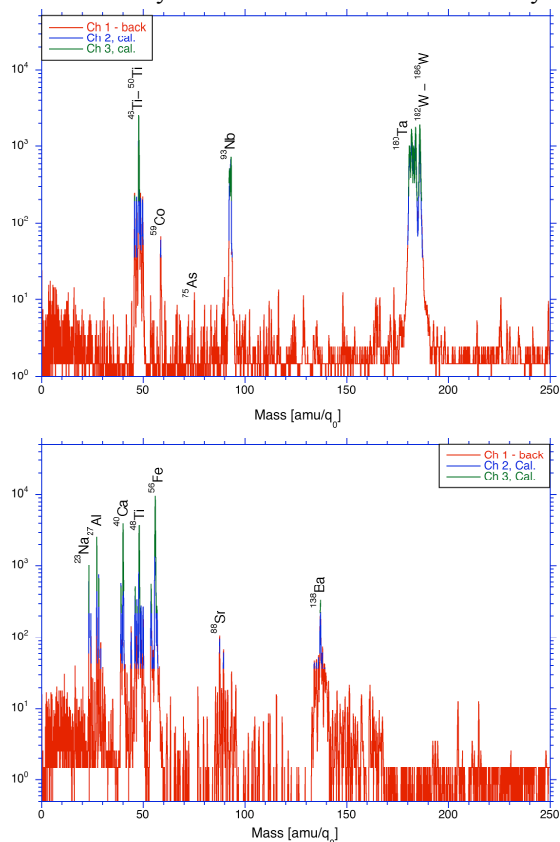 Ch 1 - back
Ch 2, cal.
Ch 3, cal.
10⁴
10³
10²
10¹
10⁰
⁴⁶Ti– ⁵⁰Ti
⁵⁹Co
⁷⁵As
⁹³Nb
¹⁸⁰Ta
¹⁸²W – ¹⁸⁶W
0 50 100 150 200 250
Mass [amu/q₀]
Ch 1 - back
Ch 2, Cal.
Ch 3, Cal.
10⁴
10³
10²
10¹
10⁰
²³Na
²⁷Al
⁴⁰Ca
⁴⁸Ti
⁵⁶Fe
⁸⁸Sr
¹³⁸Ba
0 50 100 150 200 250
Mass [amu/q₀]